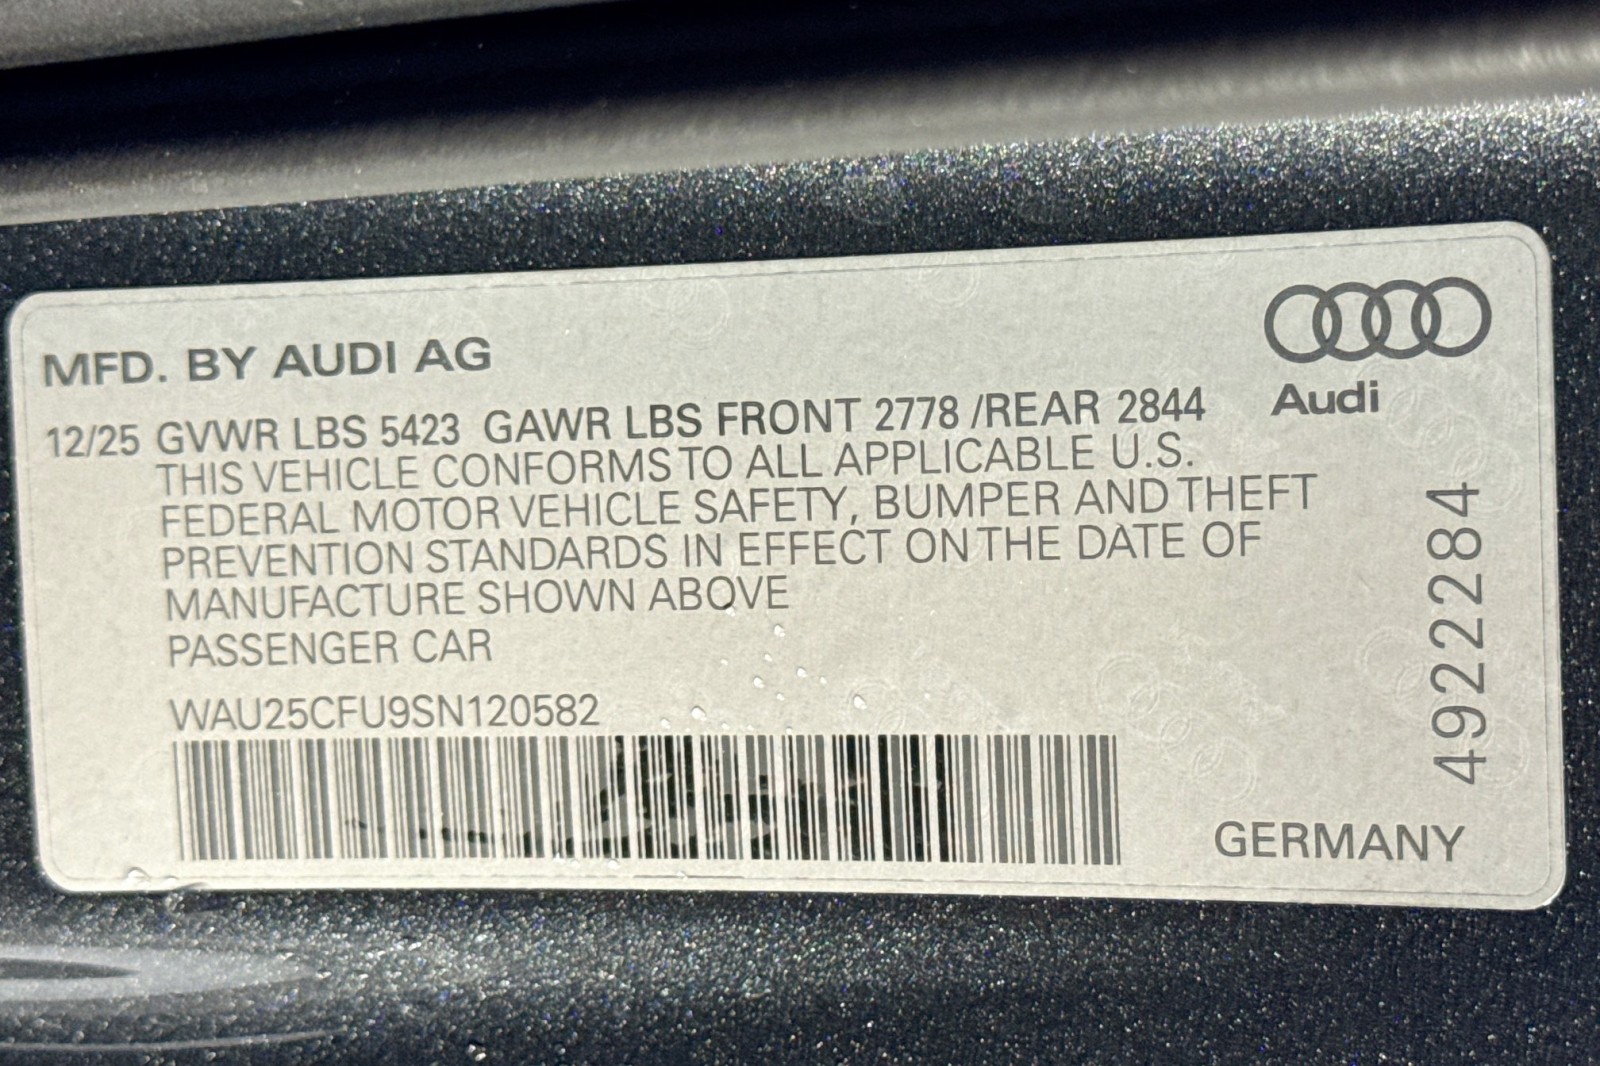 MFD. BY AUDI AG
Audi
12/25 GVWR LBS 5423 GAWR LBS FRONT 2778 /REAR 2844
THIS VEHICLE CONFORMS TO ALL APPLICABLE U.S.
FEDERAL MOTOR VEHICLE SAFETY, BUMPER AND THEFT
PREVENTION STANDARDS IN EFFECT ON THE DATE OF
MANUFACTURE SHOWN ABOVE
PASSENGER CAR
WAU25CFU9SN120582
4922284
GERMANY